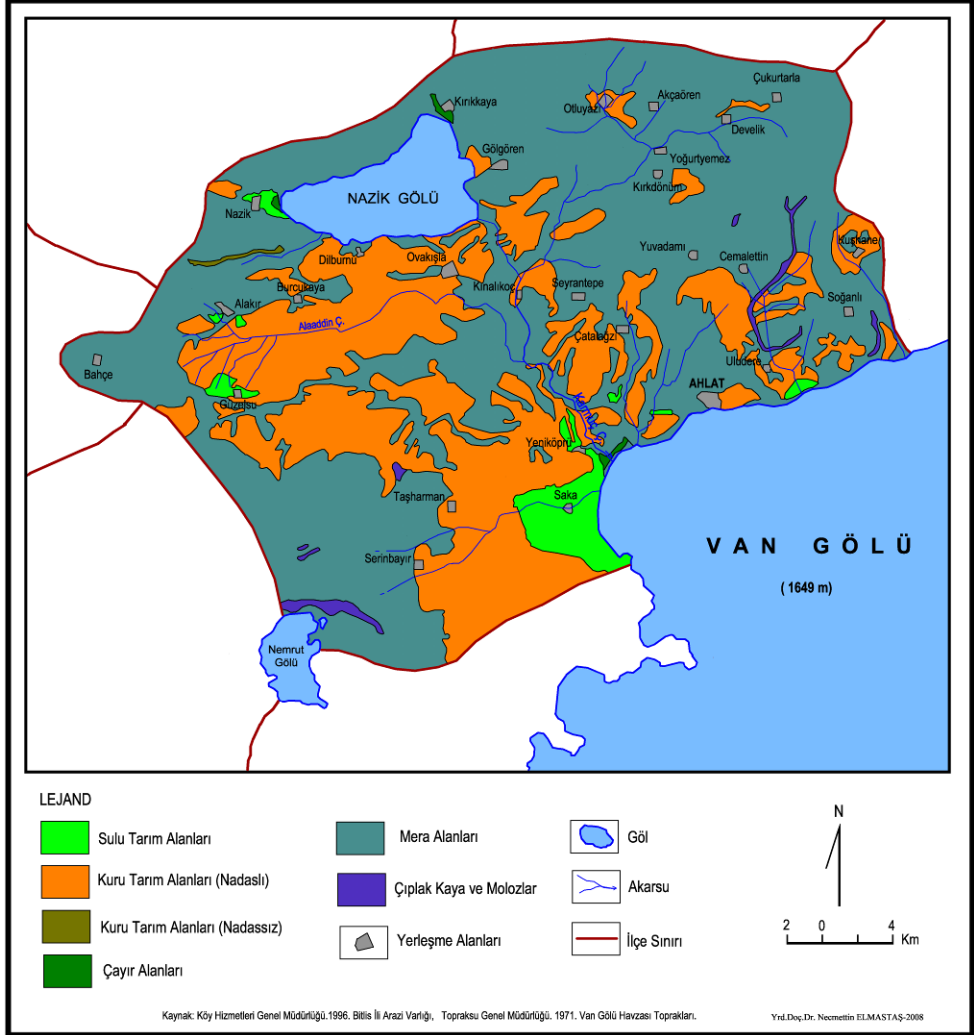 Çukurtarla
Kırıkkaya
Otluyazı
Akçaören
Develik
Gölgören
Yoğurtyemez
Kırkdönüm
NAZİK GÖLÜ
Nazik
Kuşhane
Yuvadamı
Cemalettin
Dilburnu
Ovakışla
Kınalıkoç
Seyrantepe
Burcukaya
Soğanlı
Alakır
Alaaddin Ç.
Çatalağzı
Uludere
Bahçe
AHLAT
Güzelsu
Karmuç Ç.
Yeniköprü
Taşharman
Saka
VAN GÖLÜ
(1649 m)
Serinbayır
Nemrut
Gölü
LEJAND
Sulu Tarım Alanları
Kuru Tarım Alanları (Nadaslı)
Kuru Tarım Alanları (Nadassız)
Çayır Alanları
Mera Alanları
Çıplak Kaya ve Molozlar
Yerleşme Alanları
Göl
Akarsu
İlçe Sınırı
N
2 0 4
Km
Kaynak: Köy Hizmetleri Genel Müdürlüğü.1996. Bitlis İli Arazi Varlığı, Topraksu Genel Müdürlüğü. 1971. Van Gölü Havzası Toprakları.
Yrd.Doç.Dr. Necmettin ELMASTAŞ-2008